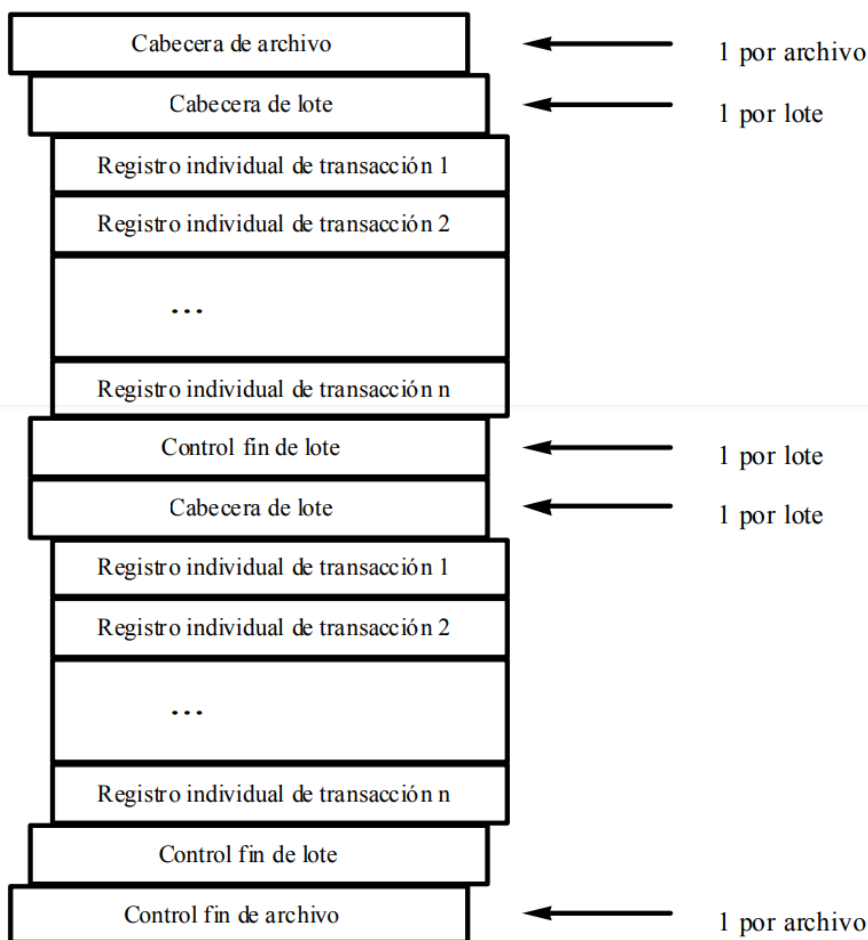 Cabecera de archivo 1 por archivo
Cabecera de lote 1 por lote
Registro individual de transacción 1
Registro individual de transacción 2
...
Registro individual de transacción n
Control fin de lote 1 por lote
Cabecera de lote 1 por lote
Registro individual de transacción 1
Registro individual de transacción 2
...
Registro individual de transacción n
Control fin de lote
Control fin de archivo 1 por archivo